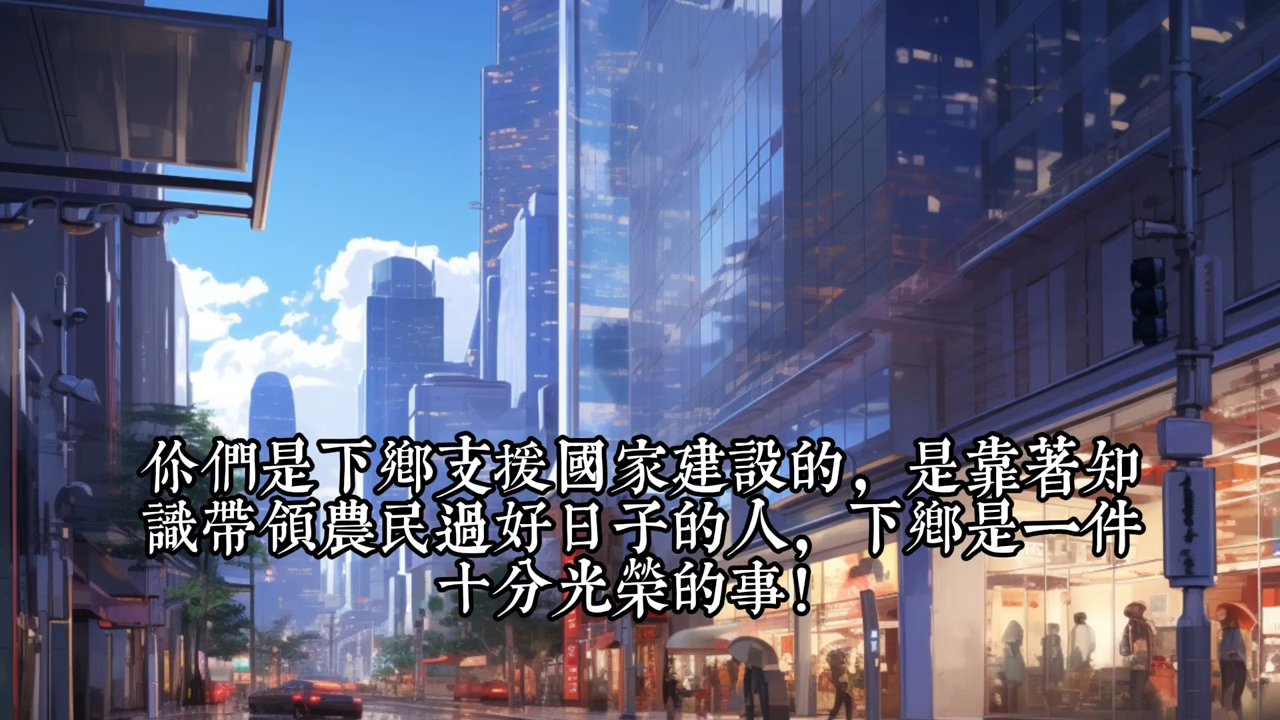 你們是下鄉支援國家建設的，是靠著知
識帶領農民過好日子的人，下鄉是一件
十分光榮的事！